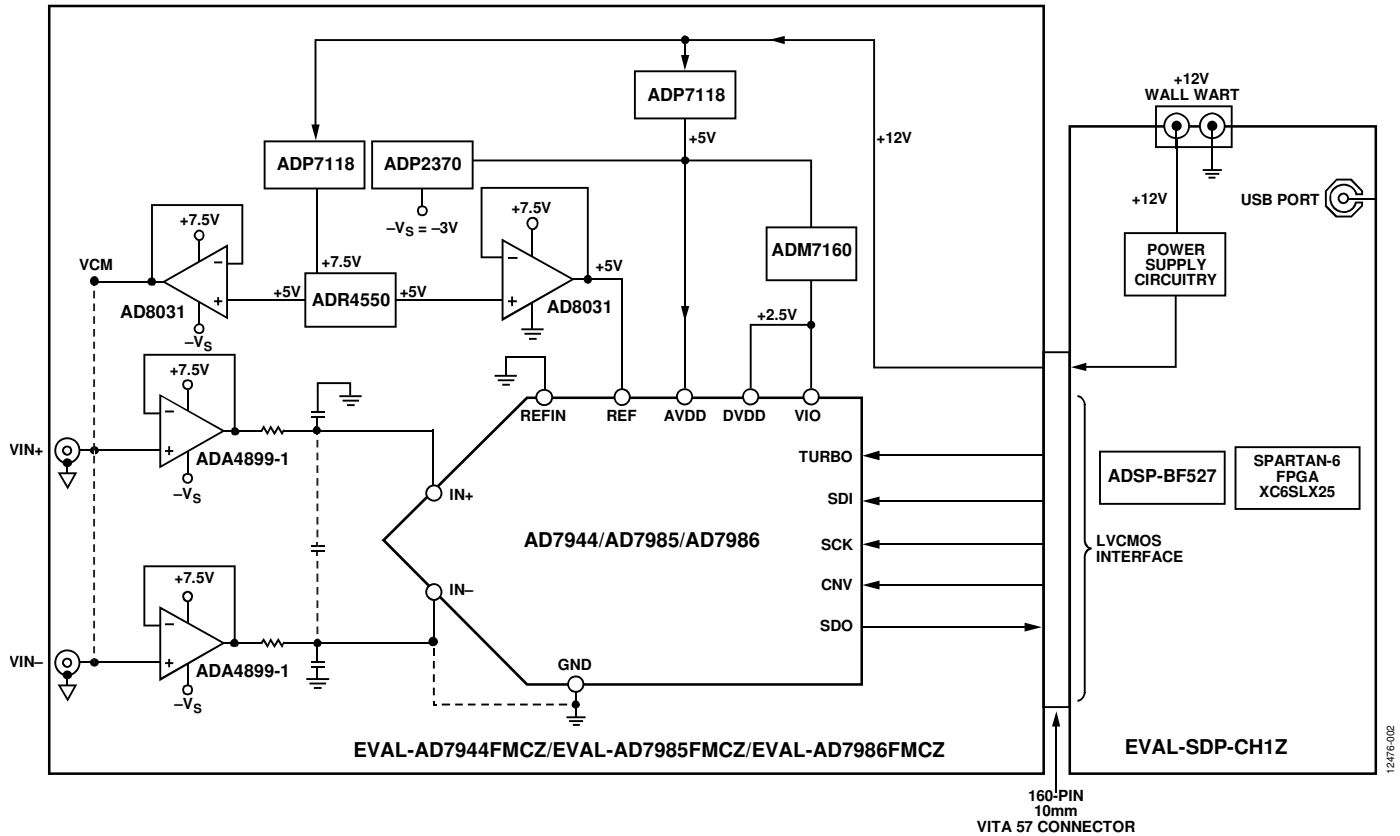 +12V
WALL WART
ADP7118
+5V
+12V
ADP7118
ADP2370
+7.5V
+7.5V
–VS = –3V
+12V
USB PORT
ADM7160
POWER
SUPPLY
CIRCUITRY
VCM
+7.5V
+5V
AD8031
+5V
ADR4550
+5V
AD8031
–VS
+2.5V
+7.5V
REFIN
REF
AVDD
DVDD
VIO
VIN+
ADA4899-1
–VS
IN+
TURBO
SDI
SCK
CNV
SDO
AD7944/AD7985/AD7986
ADSP-BF527
SPARTAN-6
FPGA
XC6SLX25
LVCMOS
INTERFACE
+7.5V
IN–
VIN–
ADA4899-1
–VS
GND
EVAL-AD7944FMCZ/EVAL-AD7985FMCZ/EVAL-AD7986FMCZ
EVAL-SDP-CH1Z
160-PIN
10mm
VITA 57 CONNECTOR
12476-002